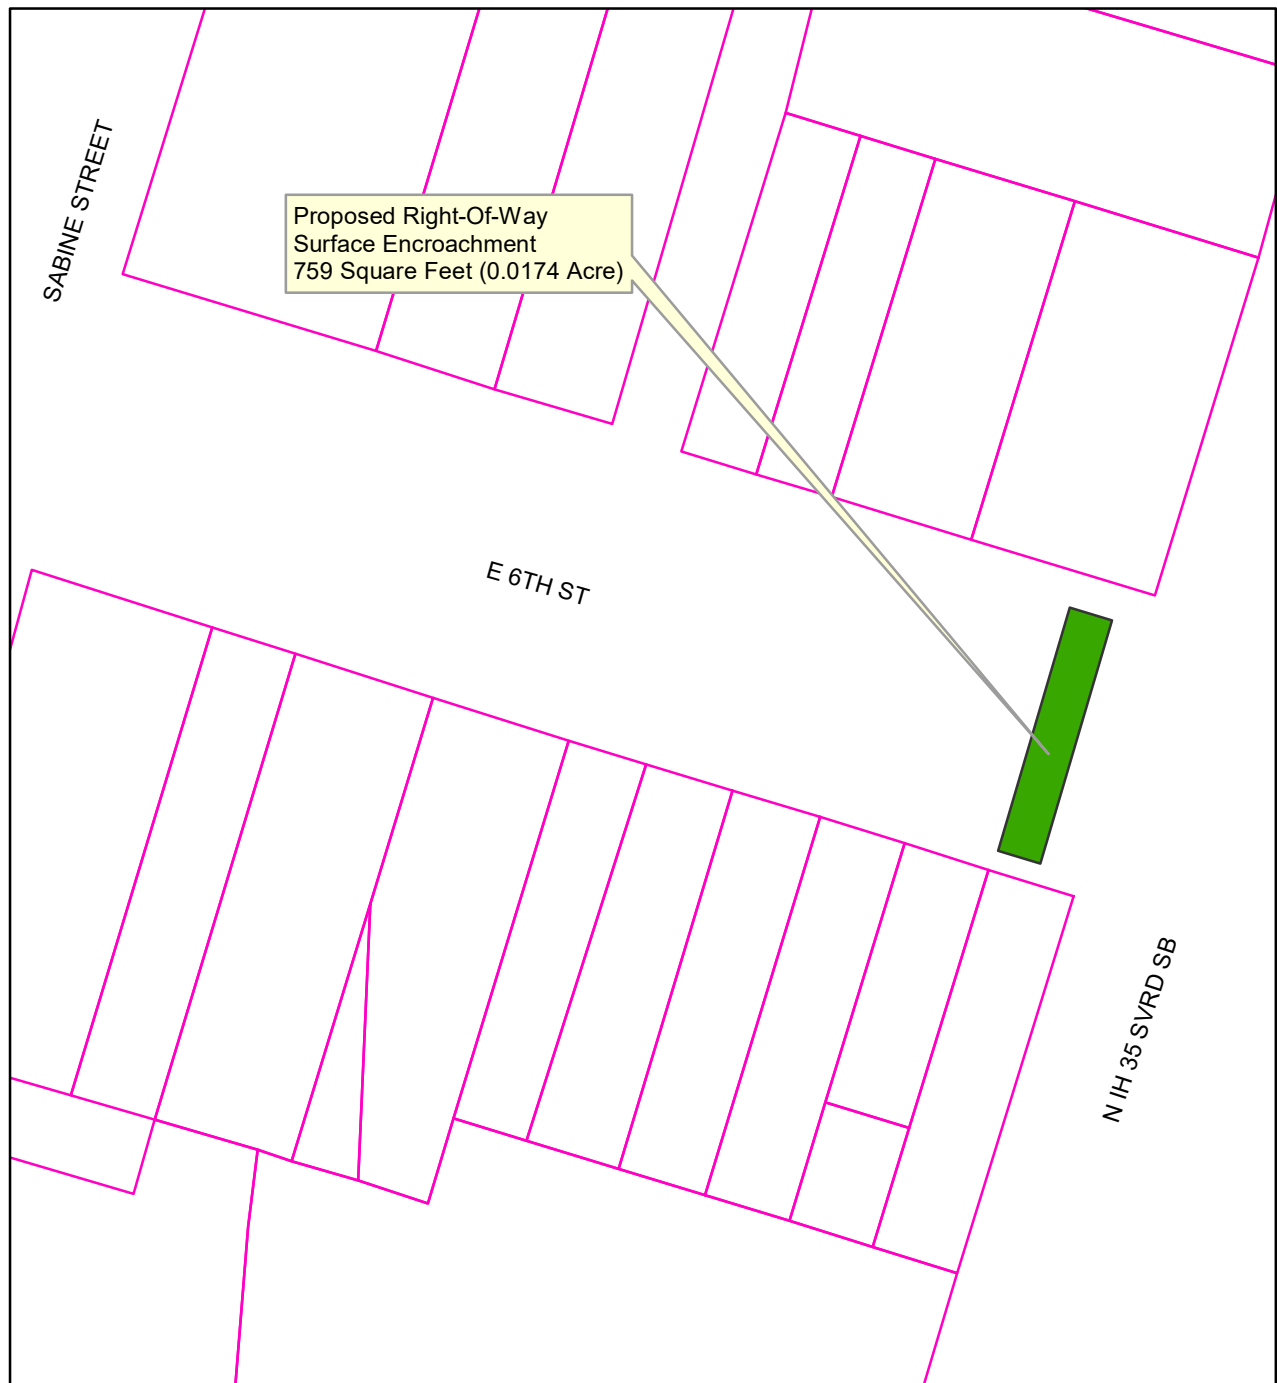 SABINE STREET
Proposed Right-Of-Way
Surface Encroachment
759 Square Feet (0.0174 Acre)
E 6TH ST
N IH 35 SVRD SB